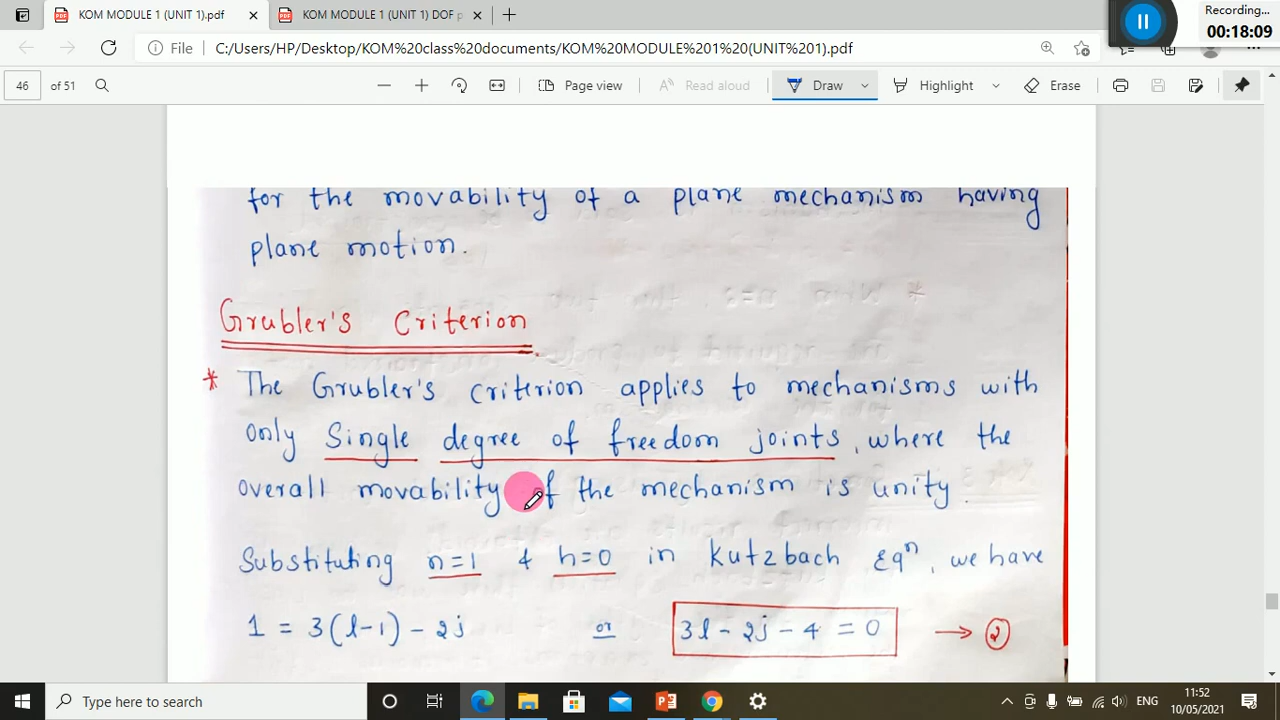 KOM MODULE 1 (UNIT 1).pdf
KOM MODULE 1 (UNIT 1) DOF p
Recording...
00:18:09
File
C:/Users/HP/Desktop/KOM%20class%20documents/KOM%20MODULE%201%20(UNIT%201).pdf
46 of 51
Page view
Read aloud
Draw
Highlight
Erase
for the movability of a plane mechanism having
plane motion.
Grubler's Criterion
* The Grubler's criterion applies to mechanisms with
only Single degree of freedom joints, where the
overall movability of the mechanism is unity.
Substituting n=1 & h=0 in Kutzbach Eqⁿ, we have
1 = 3(l-1) - 2j or 3l - 2j - 4 = 0 → ②
Type here to search
ENG
11:52
10/05/2021